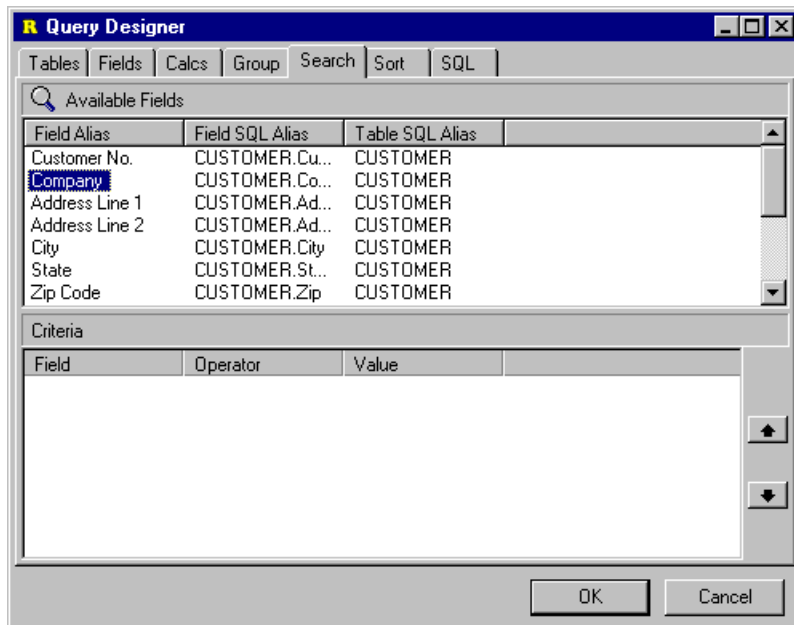 R Query Designer
Tables Fields Calcs Group Search Sort SQL
Available Fields
Field Alias Field SQL Alias Table SQL Alias
Customer No. CUSTOMER.Cu... CUSTOMER
Company CUSTOMER.Co... CUSTOMER
Address Line 1 CUSTOMER.Ad... CUSTOMER
Address Line 2 CUSTOMER.Ad... CUSTOMER
City CUSTOMER.City CUSTOMER
State CUSTOMER.St... CUSTOMER
Zip Code CUSTOMER.Zip CUSTOMER
Criteria
Field Operator Value
OK Cancel